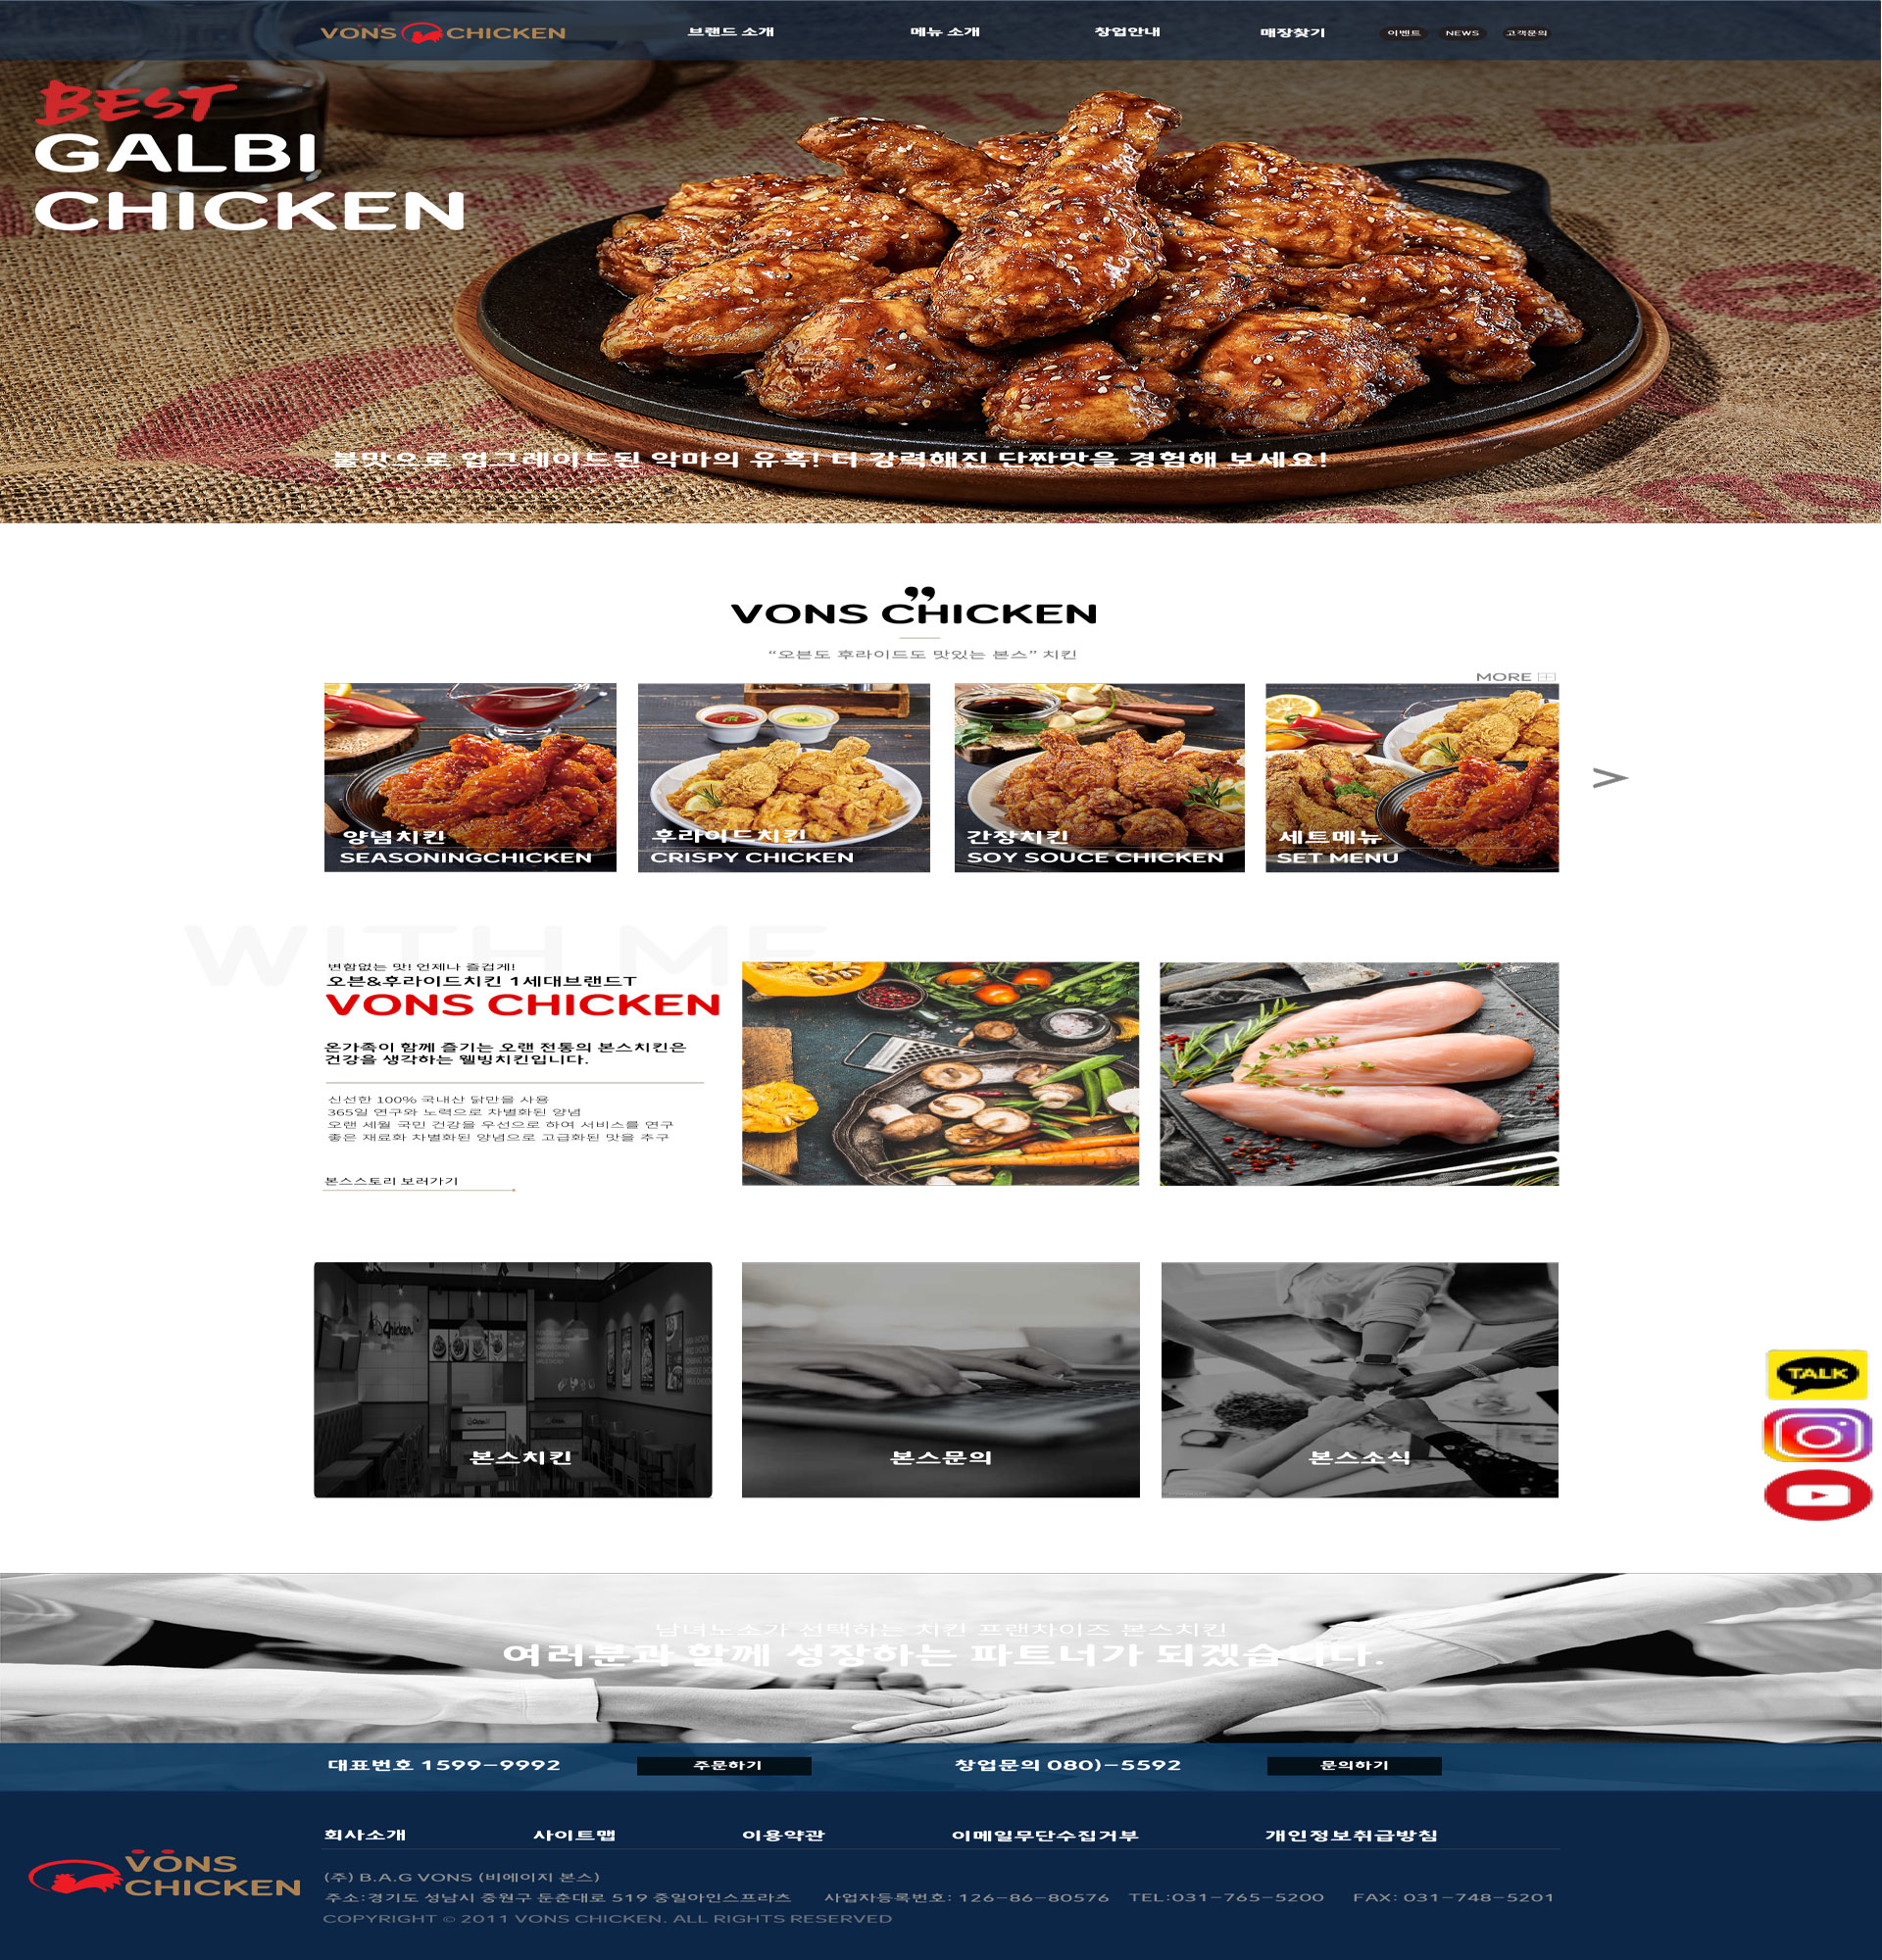 VONS CHICKEN
브랜드 소개
메뉴 소개
창업안내
매장찾기
이벤트
NEWS
고객문의
BEST
GALBI
CHICKEN
불맛으로 업그레이드된 악마의 유혹! 더 강력해진 단짠맛을 경험해 보세요!
VONS CHICKEN
“오븐도 후라이드도 맛있는 본스” 치킨
MORE
양념치킨
SEASONINGCHICKEN
후라이드치킨
CRISPY CHICKEN
간장치킨
SOY SOUCE CHICKEN
세트메뉴
SET MENU
>
WITH ME
변함없는 맛! 언제나 즐겁게!
오븐&후라이드치킨 1세대브랜드T
VONS CHICKEN
온가족이 함께 즐기는 오랜 전통의 본스치킨은
건강을 생각하는 웰빙치킨입니다.
신선한 100% 국내산 닭만을 사용
365일 연구와 노력으로 차별화된 양념
오랜 세월 국민 건강을 우선으로 하여 서비스를 연구
좋은 재료화 차별화된 양념으로 고급화된 맛을 추구
본스스토리 보러가기
Chicken
본스치킨
본스문의
본스소식
TALK
남녀노소가 선택하는 치킨 프랜차이즈 본스치킨
여러분과 함께 성장하는 파트너가 되겠습니다.
대표번호 1599-9992
주문하기
창업문의 080)-5592
문의하기
회사소개
사이트맵
이용약관
이메일무단수집거부
개인정보취급방침
VONS
CHICKEN
(주) B.A.G VONS (비에이지 본스)
주소:경기도 성남시 중원구 둔춘대로 519 중일아인스프라츠 사업자등록번호: 126-86-80576 TEL:031-765-5200 FAX: 031-748-5201
COPYRIGHT © 2011 VONS CHICKEN. ALL RIGHTS RESERVED